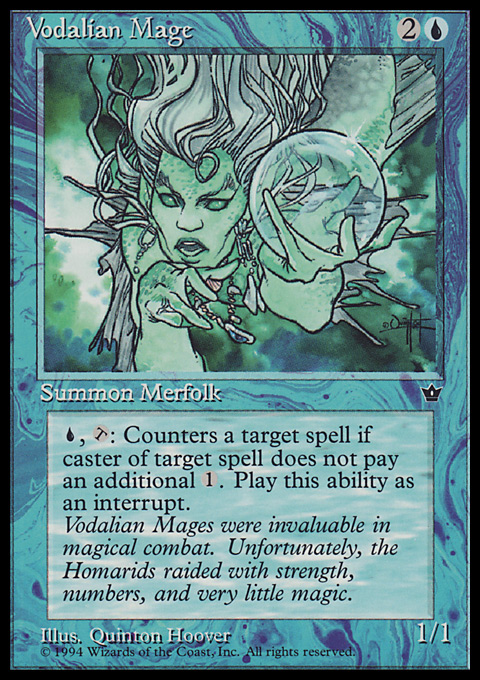 Vodalian Mage 2
Summon Merfolk
, T: Counters a target spell if
caster of target spell does not pay
an additional 1. Play this ability as
an interrupt.
Vodalian Mages were invaluable in
magical combat. Unfortunately, the
Homarids raided with strength,
numbers, and very little magic.
Illus. Quinton Hoover
1/1
© 1994 Wizards of the Coast, Inc. All rights reserved.